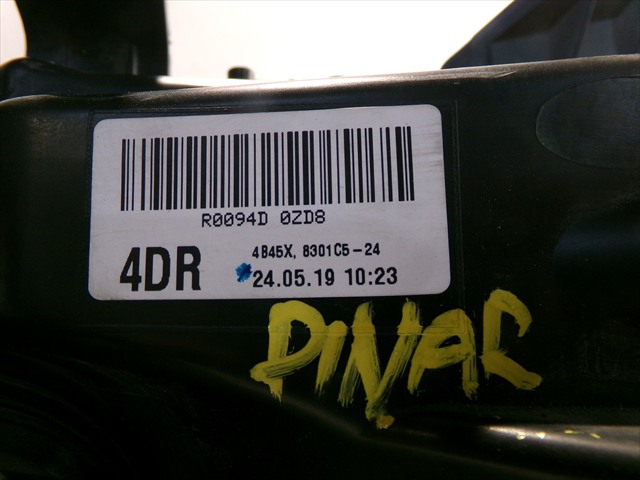 R0094D 0ZD8
4DR
4B45X, 8301C5-24
24.05.19 10:23
PINAR